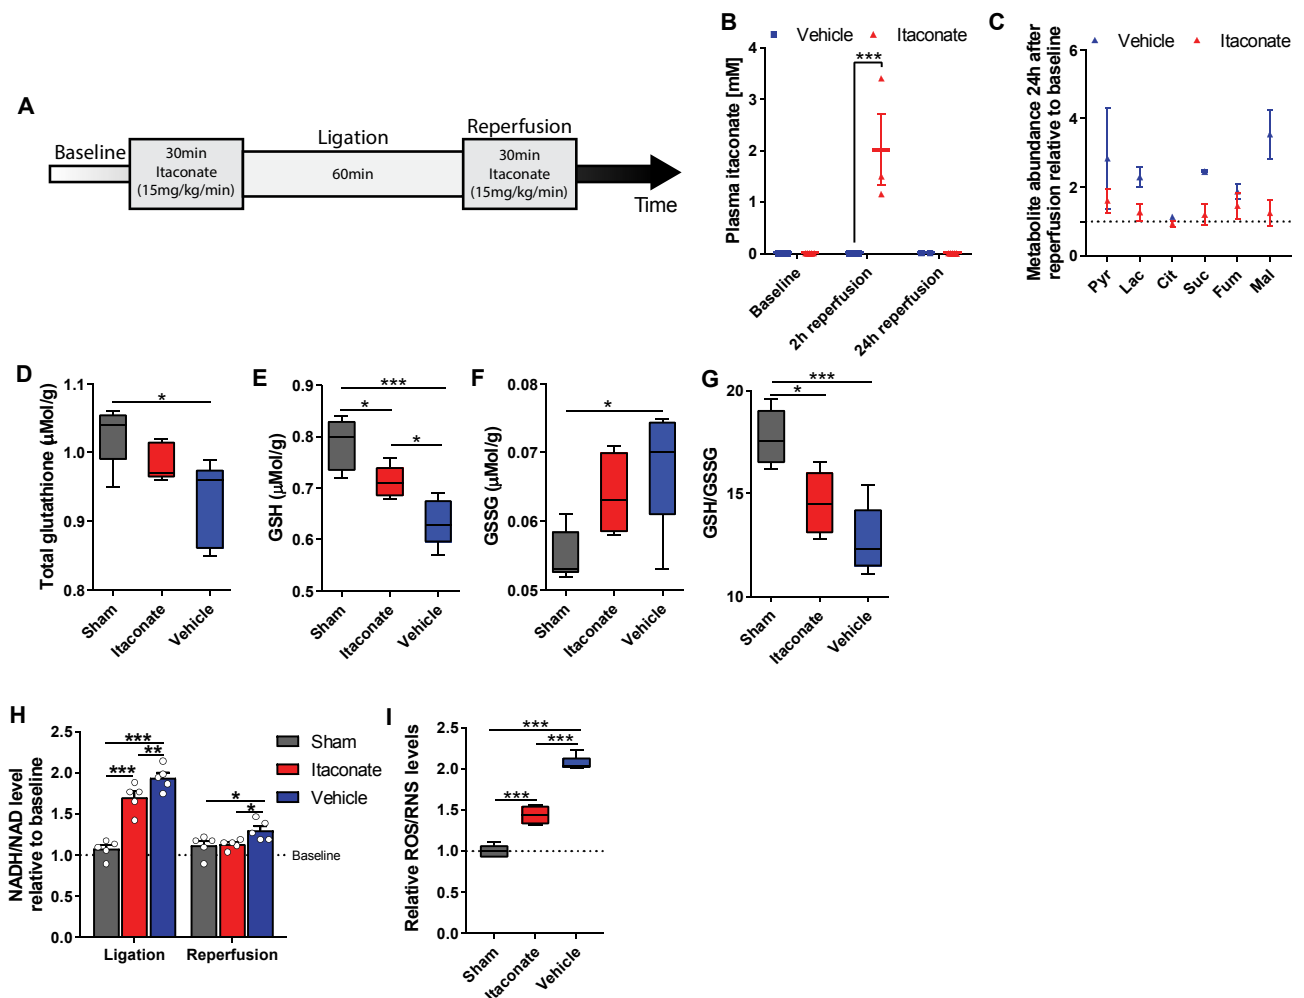 A
Baseline
30min
Itaconate
(15mg/kg/min)
Ligation
60min
Reperfusion
30min
Itaconate
(15mg/kg/min)
Time
B
Vehicle Itaconate
Plasma itaconate [mM]
4
3
2
1
0
***
Baseline
2h reperfusion
24h reperfusion
C
Vehicle Itaconate
Metabolite abundance 24h after
reperfusion relative to baseline
6
4
2
0
Pyr
Lac
Cit
Suc
Fum
Mal
D
Total glutathione (µMol/g)
1.1
1.0
0.9
0.8
*
Sham
Itaconate
Vehicle
E
GSH (µMol/g)
0.9
0.8
0.7
0.6
0.5
***
*
*
Sham
Itaconate
Vehicle
F
GSSG (µMol/g)
0.08
0.07
0.06
0.05
*
Sham
Itaconate
Vehicle
G
GSH/GSSG
20
15
10
***
*
Sham
Itaconate
Vehicle
H
NADH/NAD level
relative to baseline
2.5
2.0
1.5
1.0
0.5
0.0
***
**
***
*
*
Baseline
Ligation
Reperfusion
Sham
Itaconate
Vehicle
I
Relative ROS/RNS levels
2.5
2.0
1.5
1.0
0.5
0.0
***
***
***
Sham
Itaconate
Vehicle